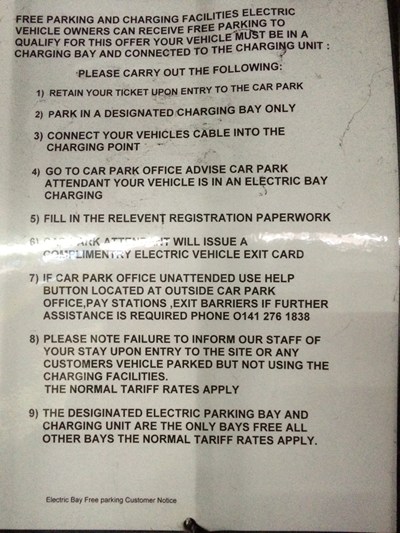 FREE PARKING AND CHARGING FACILITIES ELECTRIC
VEHICLE OWNERS CAN RECEIVE FREE PARKING TO
QUALIFY FOR THIS OFFER YOUR VEHICLE MUST BE IN A
CHARGING BAY AND CONNECTED TO THE CHARGING UNIT :
PLEASE CARRY OUT THE FOLLOWING:
1) RETAIN YOUR TICKET UPON ENTRY TO THE CAR PARK
2) PARK IN A DESIGNATED CHARGING BAY ONLY
3) CONNECT YOUR VEHICLES CABLE INTO THE
CHARGING POINT
4) GO TO CAR PARK OFFICE ADVISE CAR PARK
ATTENDANT YOUR VEHICLE IS IN AN ELECTRIC BAY
CHARGING
5) FILL IN THE RELEVENT REGISTRATION PAPERWORK
6) CAR PARK ATTENDANT WILL ISSUE A
COMPLIMENTRY ELECTRIC VEHICLE EXIT CARD
7) IF CAR PARK OFFICE UNATTENDED USE HELP
BUTTON LOCATED AT OUTSIDE CAR PARK
OFFICE,PAY STATIONS ,EXIT BARRIERS IF FURTHER
ASSISTANCE IS REQUIRED PHONE O141 276 1838
8) PLEASE NOTE FAILURE TO INFORM OUR STAFF OF
YOUR STAY UPON ENTRY TO THE SITE OR ANY
CUSTOMERS VEHICLE PARKED BUT NOT USING THE
CHARGING FACILITIES.
THE NORMAL TARIFF RATES APPLY
9) THE DESIGINATED ELECTRIC PARKING BAY AND
CHARGING UNIT ARE THE ONLY BAYS FREE ALL
OTHER BAYS THE NORMAL TARIFF RATES APPLY.
Electric Bay Free parking Customer Notice